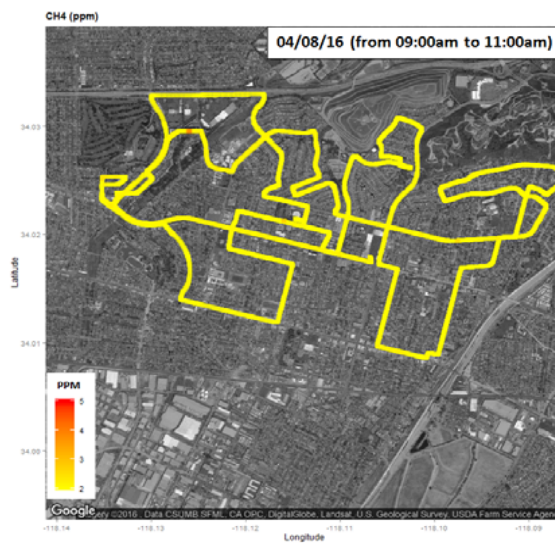 CH4 (ppm)
04/08/16 (from 09:00am to 11:00am)
34.03
34.02
34.01
34.00
Latitude
PPM
5
4
3
2
Google
©2016 , Data CSUMB SFML, CA OPC, DigitalGlobe, Landsat, U.S. Geological Survey, USDA Farm Service Agen
-118.14
-118.13
-118.12
-118.11
-118.10
-118.09
Longitude